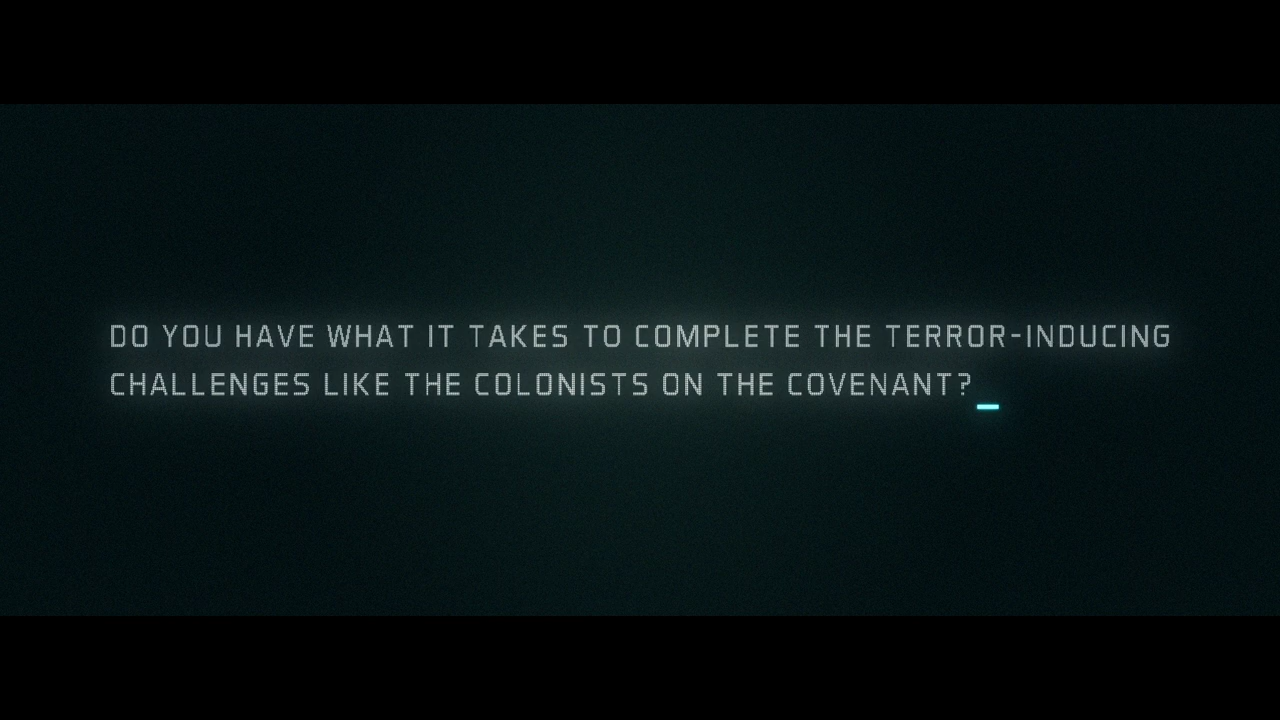 DO YOU HAVE WHAT IT TAKES TO COMPLETE THE TERROR-INDUCING
CHALLENGES LIKE THE COLONISTS ON THE COVENANT?